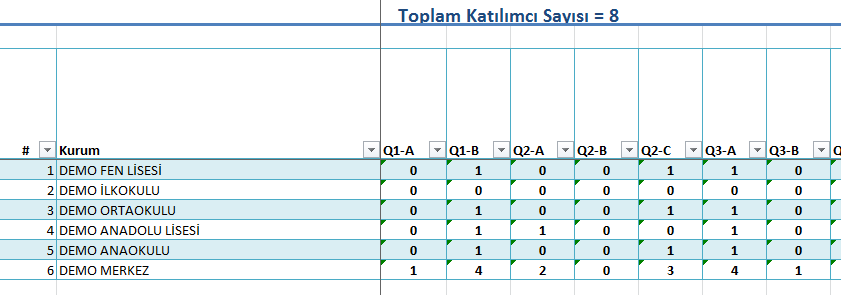 Toplam Katılımcı Sayısı = 8
# Kurum Q1-A Q1-B Q2-A Q2-B Q2-C Q3-A Q3-B
1 DEMO FEN LİSESİ 0 1 0 0 1 1 0
2 DEMO İLKOKULU 0 0 0 0 0 0 0
3 DEMO ORTAOKULU 0 1 0 0 1 1 0
4 DEMO ANADOLU LİSESİ 0 1 1 0 0 1 0
5 DEMO ANAOKULU 0 1 0 0 1 1 0
6 DEMO MERKEZ 1 4 2 0 3 4 1